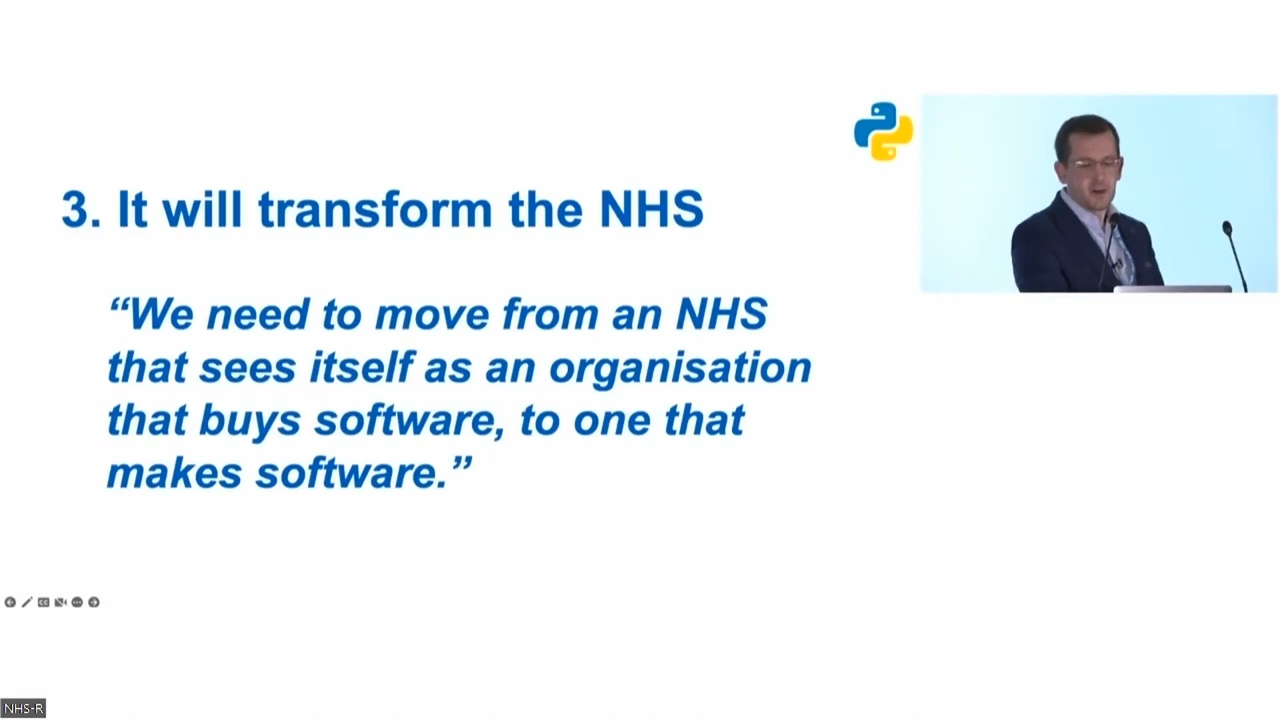 3. It will transform the NHS
“We need to move from an NHS
that sees itself as an organisation
that buys software, to one that
makes software.”
NHS-R